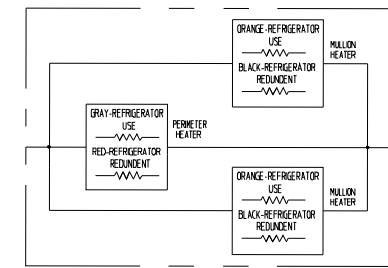 ORANGE-REFRIGERATOR
USE
BLACK-REFRIGERATOR
REDUNDENT
MULLION
HEATER
GRAY-REFRIGERATOR
USE
RED-REFRIGERATOR
REDUNDENT
PERIMETER
HEATER
ORANGE-REFRIGERATOR
USE
BLACK-REFRIGERATOR
REDUNDENT
MULLION
HEATER